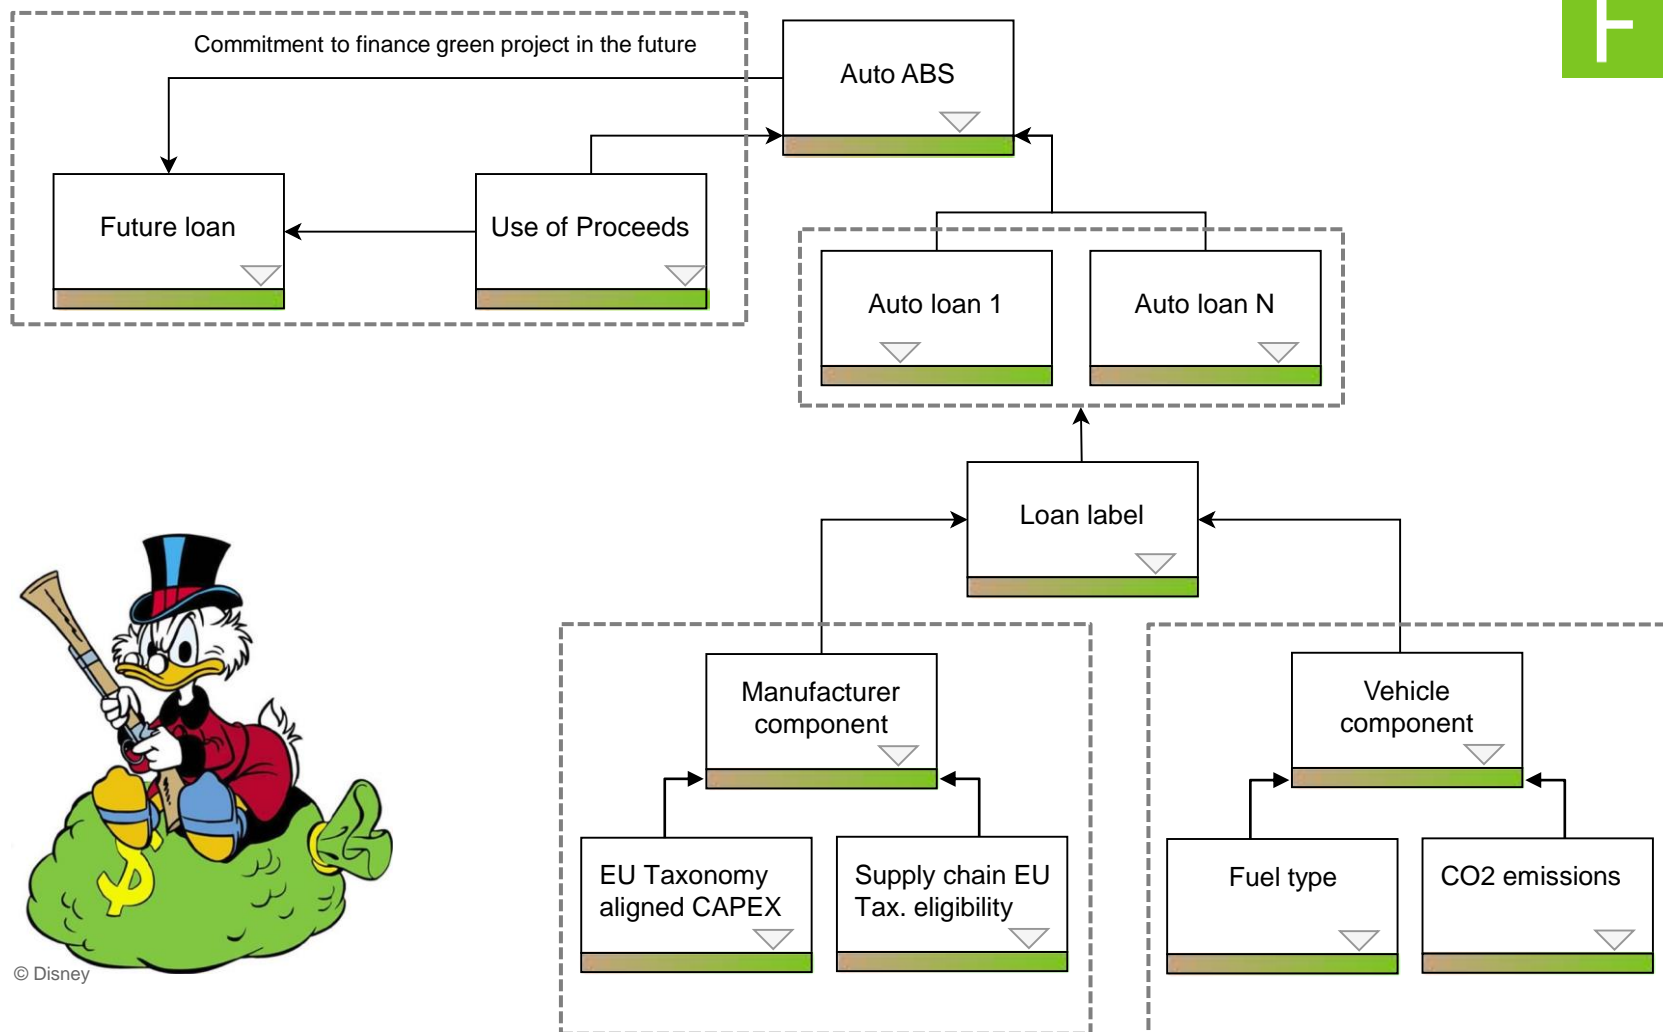 Commitment to finance green project in the future
Auto ABS
Future loan
Use of Proceeds
Auto loan 1
Auto loan N
Loan label
Manufacturer
component
Vehicle
component
EU Taxonomy
aligned CAPEX
Supply chain EU
Tax. eligibility
Fuel type
CO2 emissions
$
© Disney